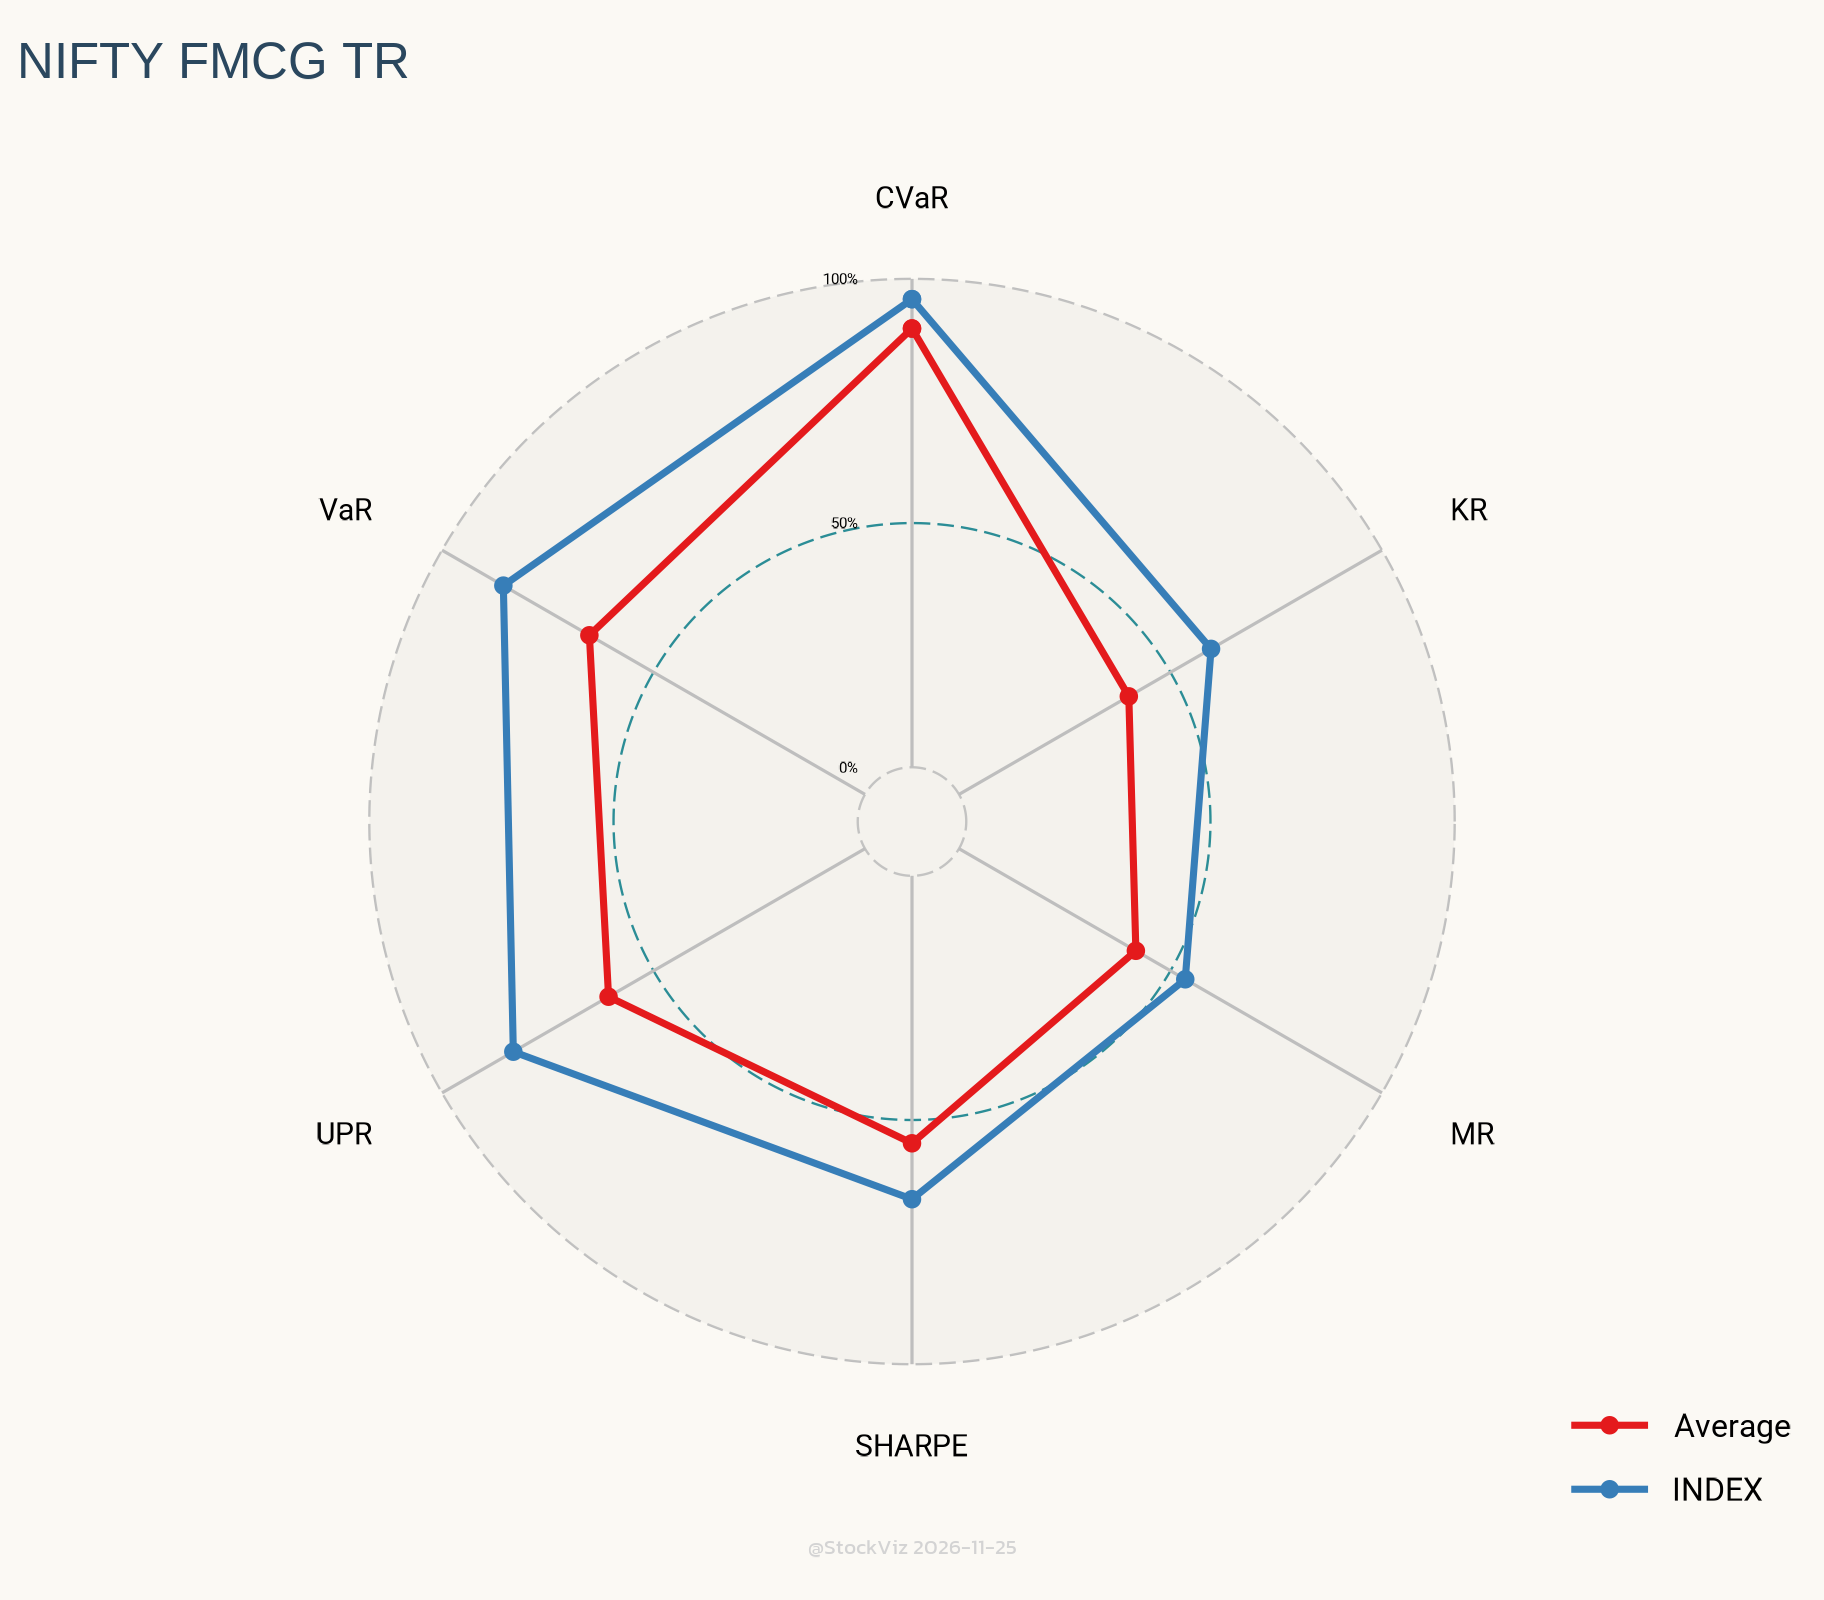 NIFTY FMCG TR
CVaR
100%
VaR
KR
50%
0%
UPR
MR
SHARPE
Average
INDEX
@StockViz 2026-11-25